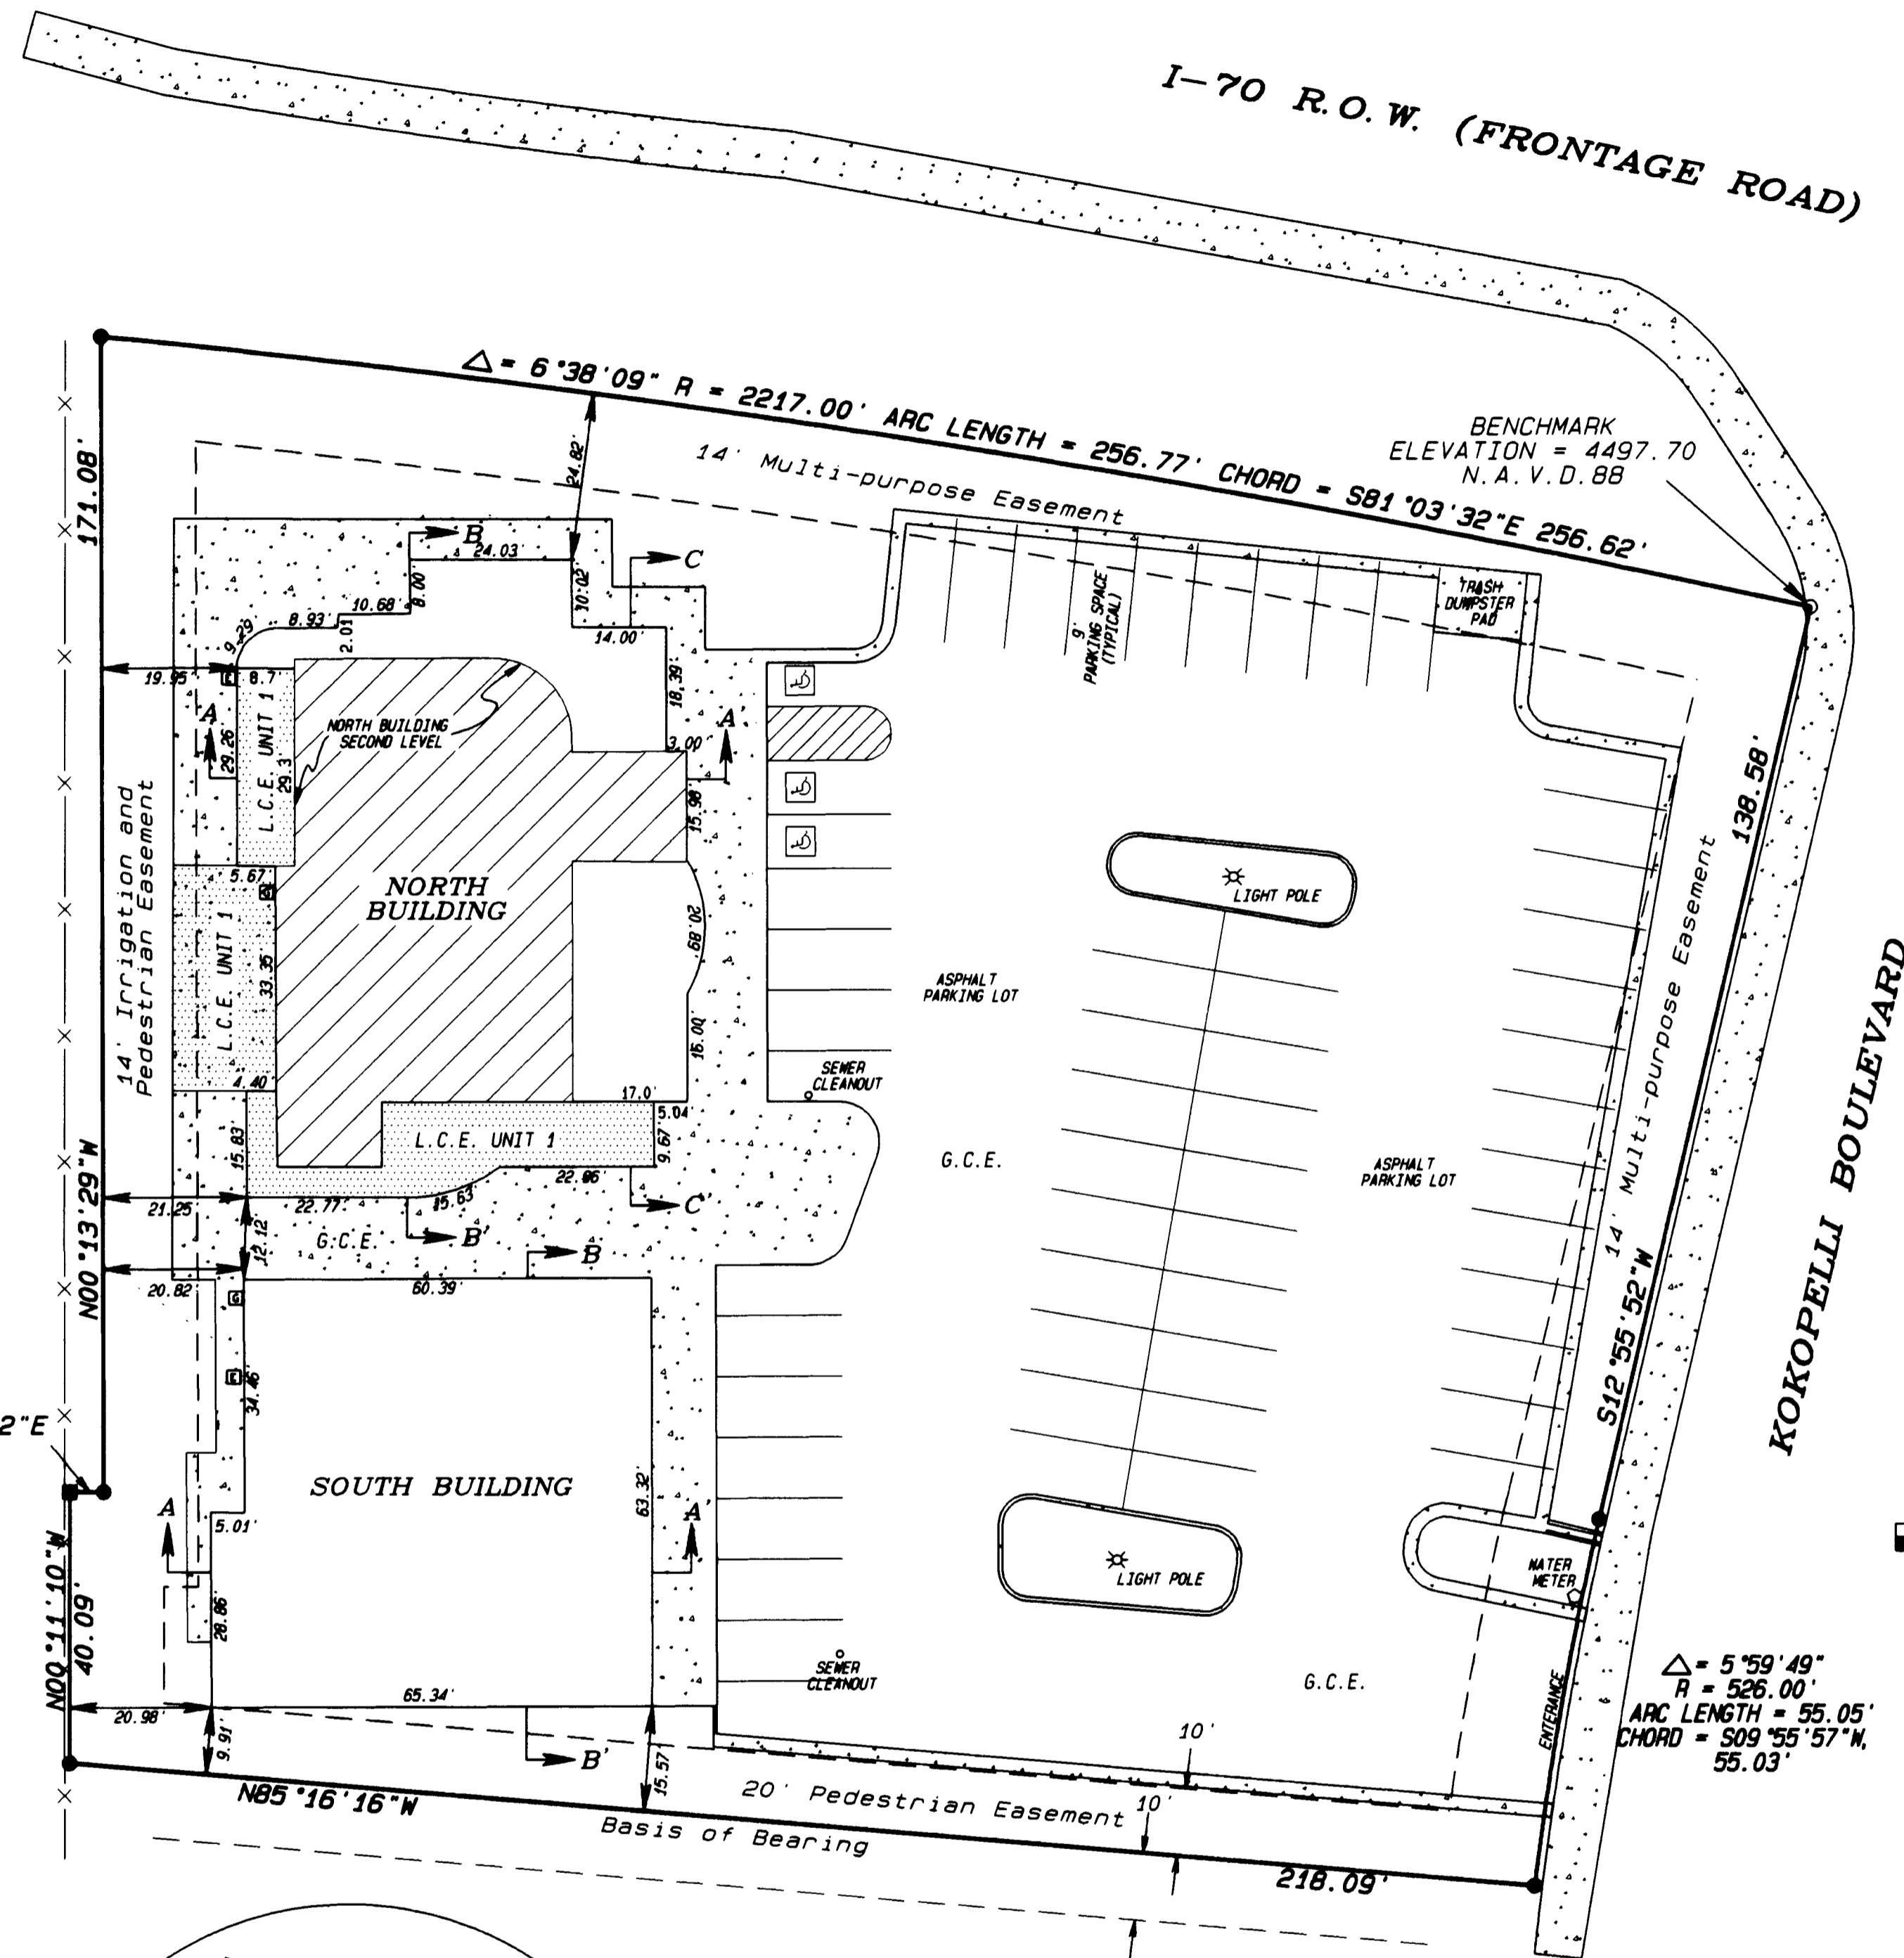 I-70 R.O.W. (FRONTAGE ROAD)
△ = 6°38'09" R = 2217.00' ARC LENGTH = 256.77' CHORD = S81°03'32"E 256.62'
BENCHMARK
ELEVATION = 4497.70
N.A.V.D.88
14' Multi-purpose Easement
171.08'
24.82'
B
24.03'
C
8.00'
10.02'
10.68'
8.93'
9.29'
2.01'
14.00'
9'
PARKING SPACE
(TYPICAL)
TRASH
DUMPSTER
PAD
19.95'
E
8.7'
18.39'
A
A'
NORTH BUILDING
SECOND LEVEL
L.C.E. UNIT 1
29.26'
29.3
3.00'
15.98'
138.58'
14' Irrigation and
Pedestrian Easement
5.67'
NORTH
BUILDING
LIGHT POLE
14' Multi-purpose Easement
L.C.E. UNIT 1
33.35'
20.89'
ASPHALT
PARKING LOT
KOKOPELLI BOULEVARD
16.00'
SEWER
CLEANOUT
4.40'
17.0'
5.04'
L.C.E. UNIT 1
15.83'
9.67'
G.C.E.
ASPHALT
PARKING LOT
N00°13'29"W
22.86'
21.25
22.77'
15.63'
C'
12.12'
G.C.E.
B'
B
20.82'
60.39'
G
S12°55'52"W
E
34.46'
2"E
SOUTH BUILDING
63.32'
A
A'
5.01'
N00°11'10"W
40.09'
LIGHT POLE
WATER
METER
28.86'
SEWER
CLEANOUT
G.C.E.
△ = 5°59'49"
R = 526.00'
ARC LENGTH = 55.05'
CHORD = S09°55'57"W,
55.03'
ENTRANCE
65.34'
20.98'
9.91'
B'
15.57'
10'
N85°16'16"W
20' Pedestrian Easement
10'
Basis of Bearing
218.09'